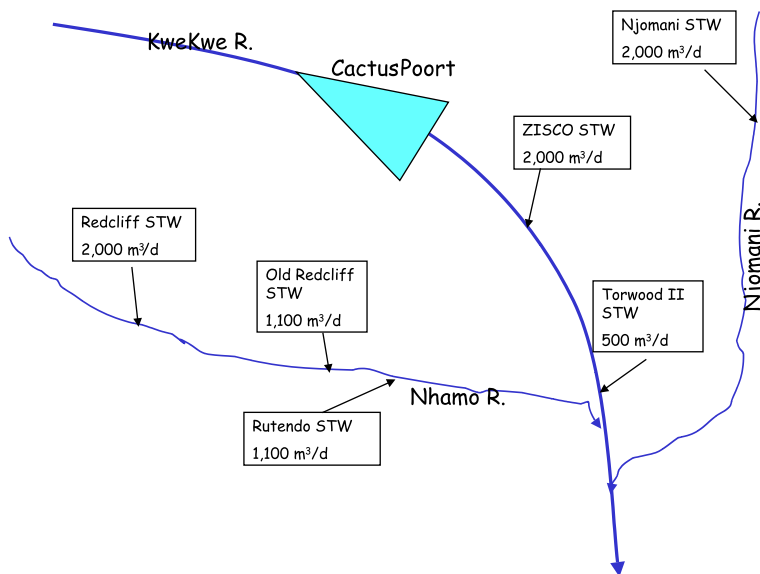 Njomani STW
2,000 m³/d
KweKwe R.
CactusPoort
ZISCO STW
2,000 m³/d
Redcliff STW
2,000 m³/d
Njomani R.
Old Redcliff
STW
1,100 m³/d
Torwood II
STW
500 m³/d
Nhamo R.
Rutendo STW
1,100 m³/d